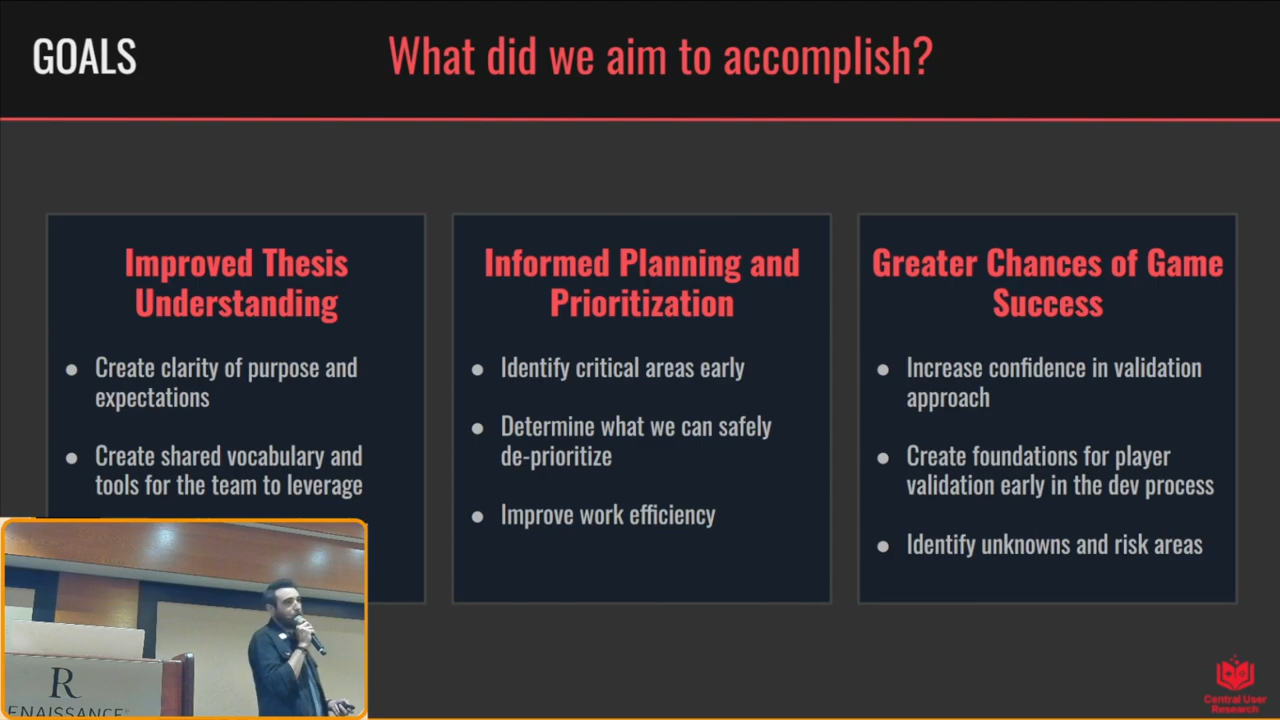 GOALS
What did we aim to accomplish?
Improved Thesis
Understanding
● Create clarity of purpose and
expectations
● Create shared vocabulary and
tools for the team to leverage
Informed Planning and
Prioritization
● Identify critical areas early
● Determine what we can safely
de-prioritize
● Improve work efficiency
Greater Chances of Game
Success
● Increase confidence in validation
approach
● Create foundations for player
validation early in the dev process
● Identify unknowns and risk areas
R
ENAISSANCE®
Central User
Research